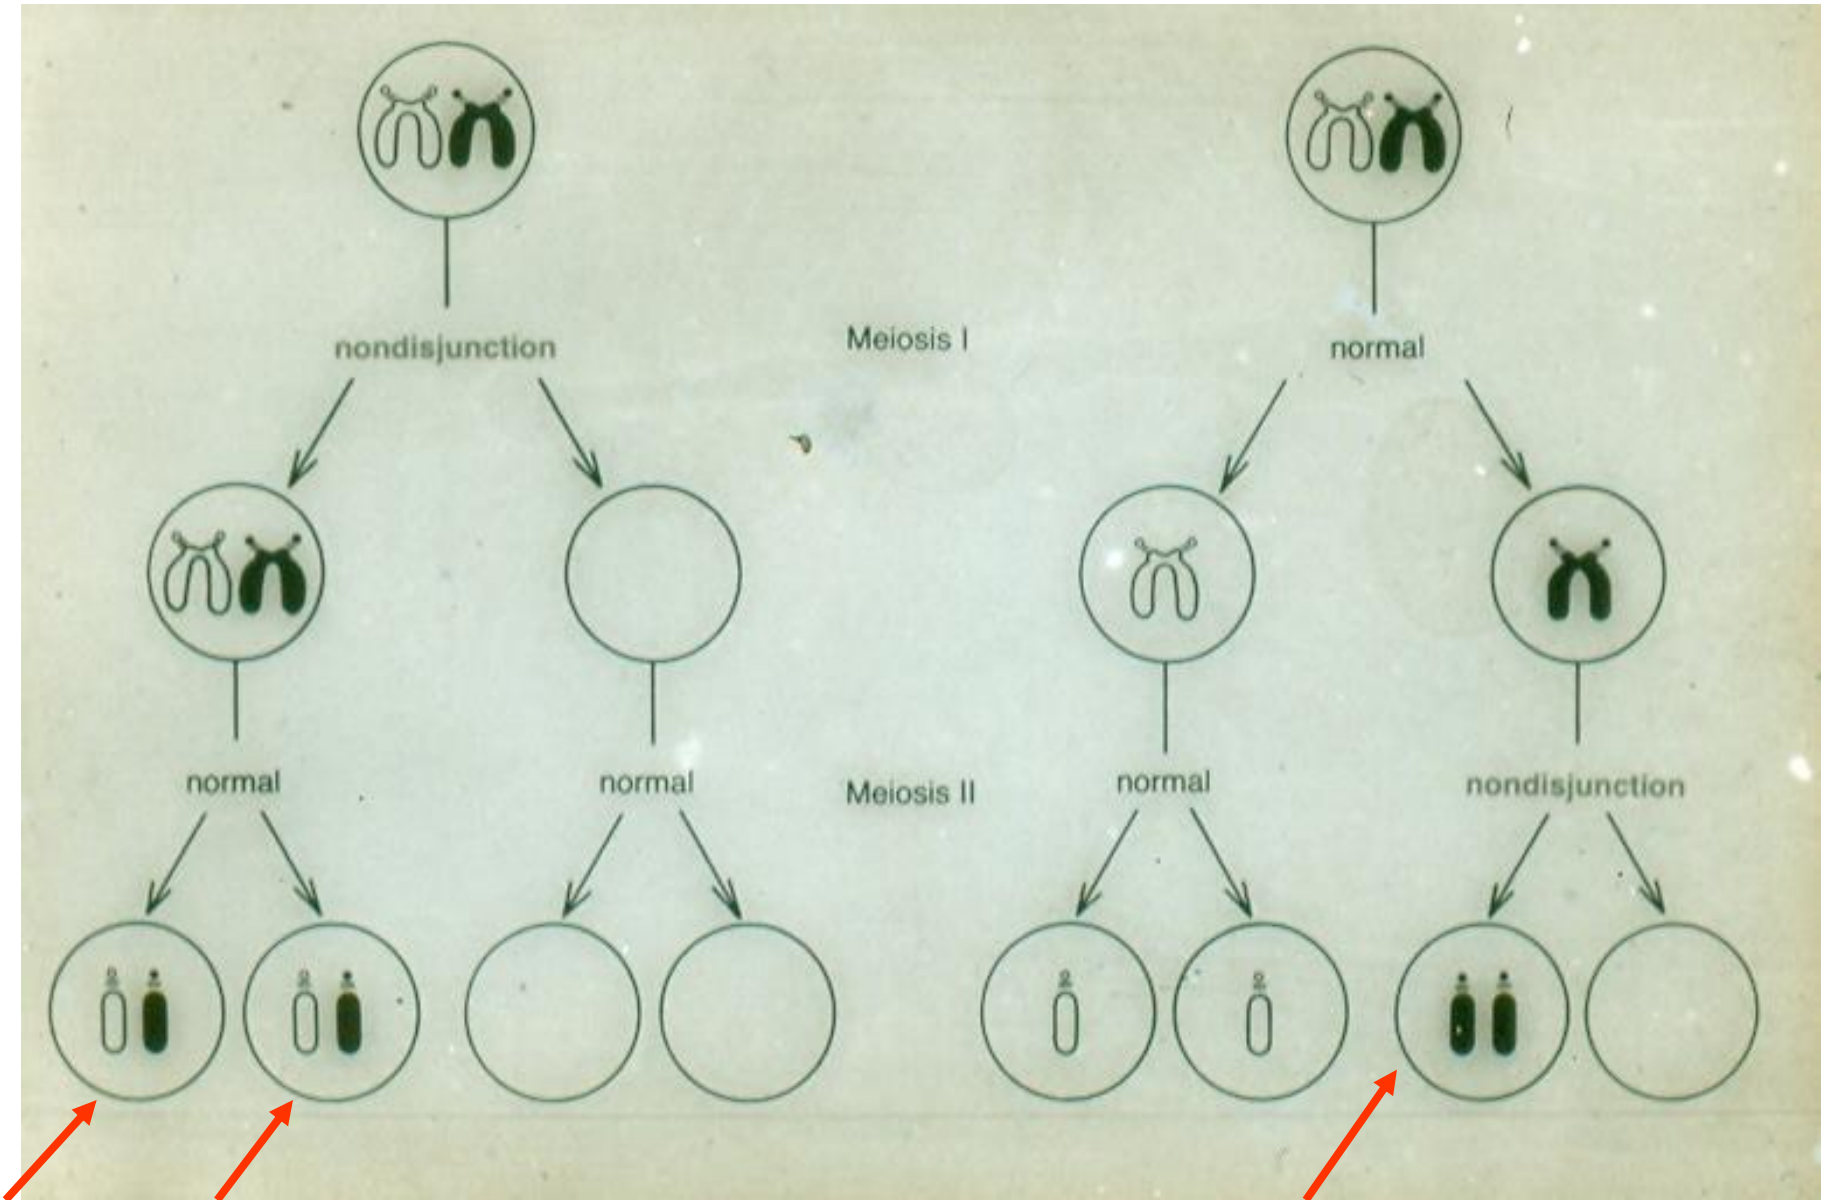 nondisjunction
Meiosis I
normal
normal
normal
Meiosis II
normal
nondisjunction